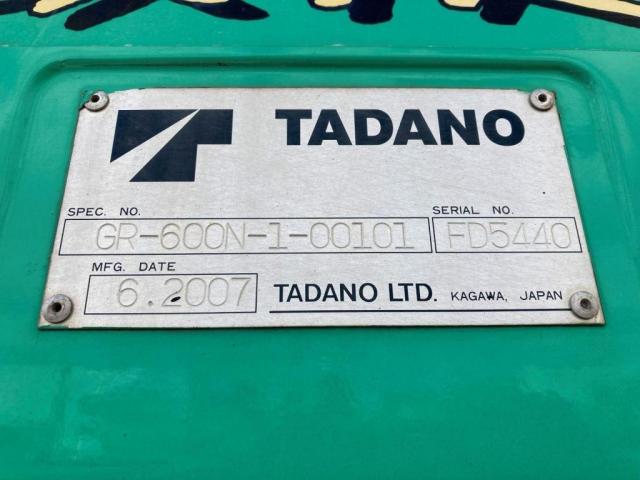 TADANO
SPEC. NO. SERIAL NO.
GR-600N-1-00101 FD5440
MFG. DATE
6.2007 TADANO LTD. KAGAWA, JAPAN